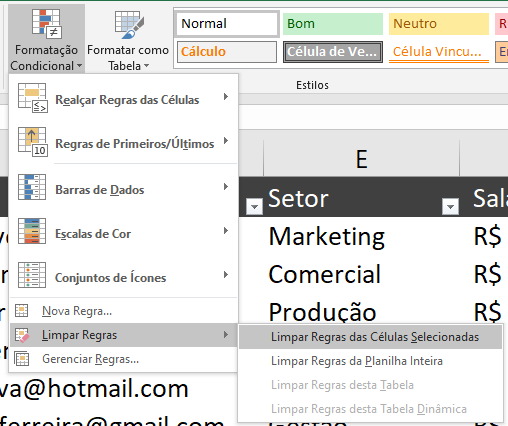 Formatação
Condicional
Formatar como
Tabela
Normal
Bom
Neutro
Cálculo
Célula de Ve...
Célula Vincu...
Estilos
Realçar Regras das Células
Regras de Primeiros/Últimos
10
Barras de Dados
Escalas de Cor
Conjuntos de Ícones
Nova Regra...
Limpar Regras
Gerenciar Regras...
Limpar Regras das Células Selecionadas
Limpar Regras da Planilha Inteira
Limpar Regras desta Tabela
Limpar Regras desta Tabela Dinâmica
E
Setor
Marketing
R$
Comercial
R$
Produção
R$
va@hotmail.com